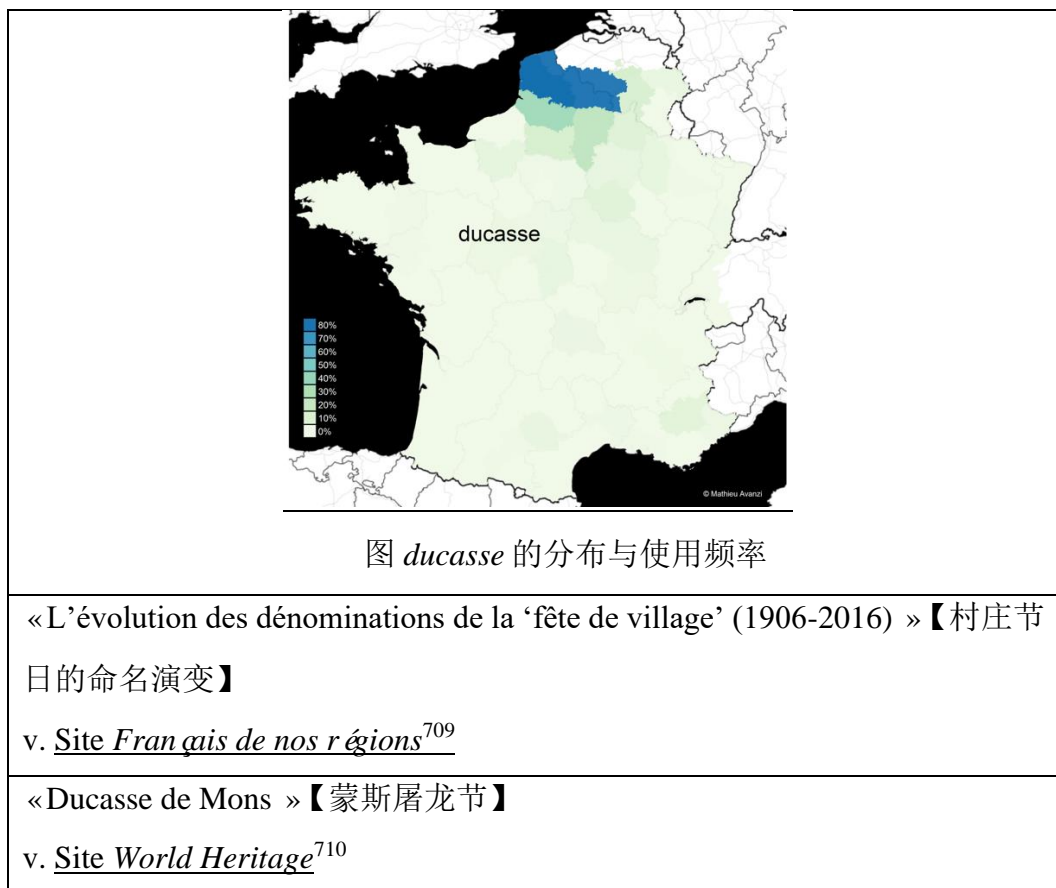 ducasse
80%
70%
60%
50%
40%
30%
20%
10%
0%
© Mathieu Avanzi
图 ducasse 的分布与使用频率
«L’évolution des dénominations de la ‘fête de village’ (1906-2016) »【村庄节
日的命名演变】
v. Site Français de nos régions709
«Ducasse de Mons »【蒙斯屠龙节】
v. Site World Heritage710